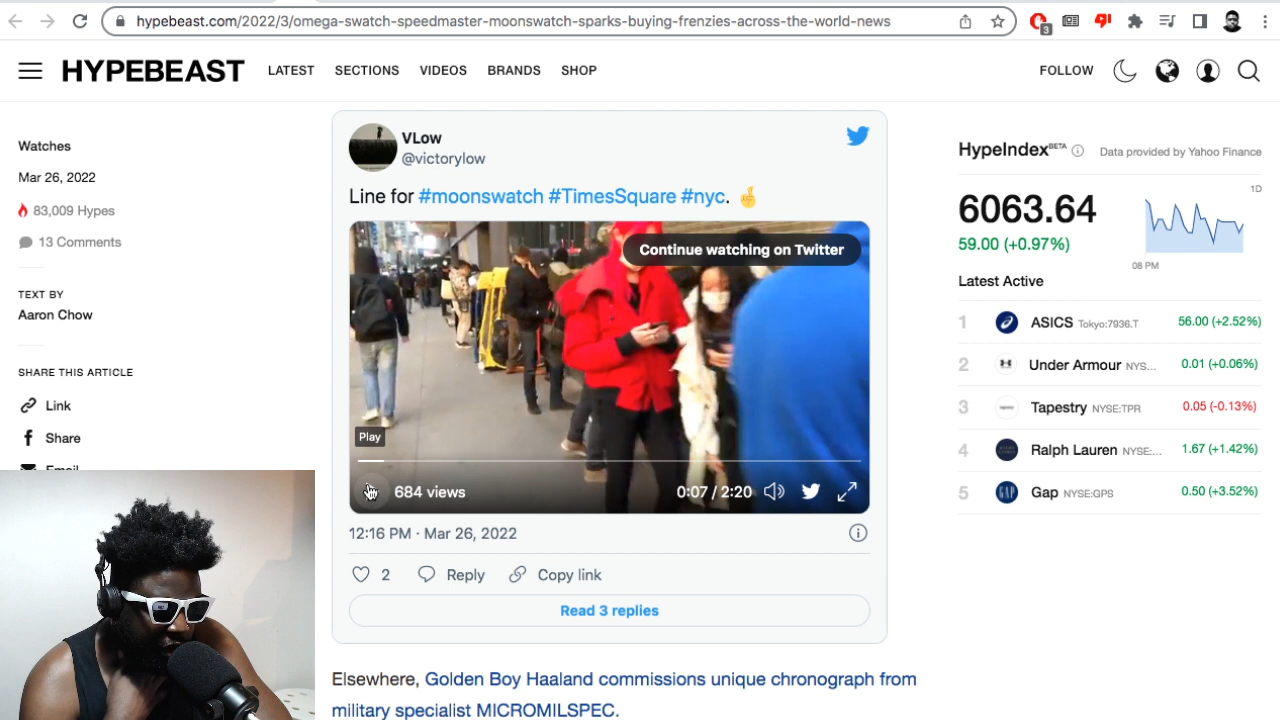 hypebeast.com/2022/3/omega-swatch-speedmaster-moonswatch-sparks-buying-frenzies-across-the-world-news
3
HYPEBEAST LATEST SECTIONS VIDEOS BRANDS SHOP FOLLOW
Watches
Mar 26, 2022
83,009 Hypes
13 Comments
TEXT BY
Aaron Chow
SHARE THIS ARTICLE
Link
Share
Email
VLow
@victorylow
Line for #moonswatch #TimesSquare #nyc.
Continue watching on Twitter
Play
684 views 0:07 / 2:20
12:16 PM · Mar 26, 2022
2 Reply Copy link
Read 3 replies
Elsewhere, Golden Boy Haaland commissions unique chronograph from
military specialist MICROMILSPEC.
HypeIndex BETA Data provided by Yahoo Finance
6063.64 1D
59.00 (+0.97%)
08 PM
Latest Active
1 ASICS Tokyo:7936.T 56.00 (+2.52%)
2 Under Armour NYS... 0.01 (+0.06%)
3 Tapestry NYSE:TPR 0.05 (-0.13%)
4 Ralph Lauren NYSE:... 1.67 (+1.42%)
5 GAP Gap NYSE:GPS 0.50 (+3.52%)